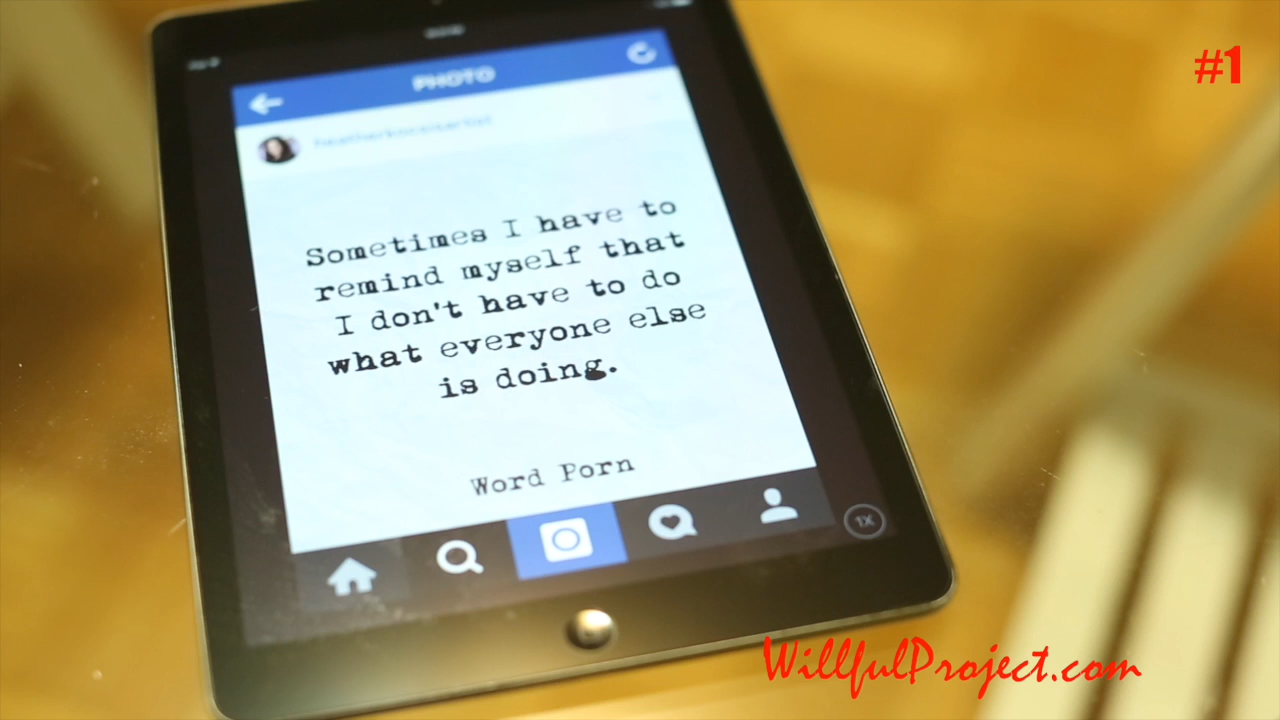 #1
PHOTO
Sometimes I have to
remind myself that
I don't have to do
what everyone else
is doing.
Word Porn
1X
WillfulProject.com